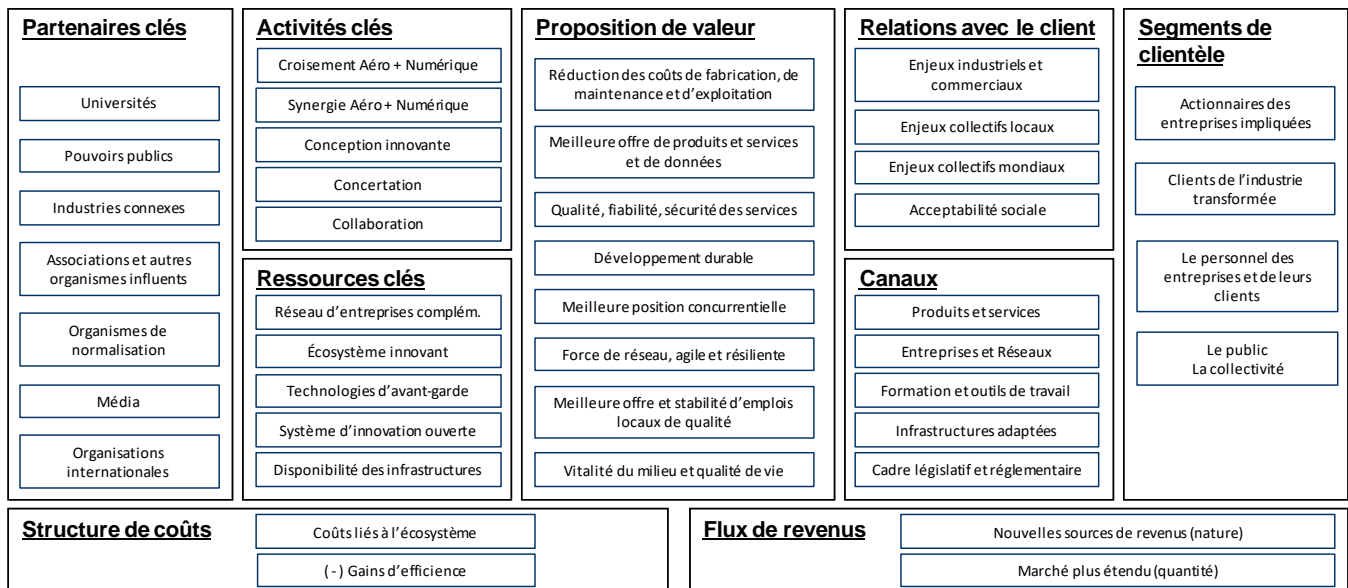 Partenaires clés
Universités
Pouvoirs publics
Industries connexes
Associations et autres
organismes influents
Organismes de
normalisation
Média
Organisations
internationales
Activités clés
Croisement Aéro + Numérique
Synergie Aéro + Numérique
Conception innovante
Concertation
Collaboration
Ressources clés
Réseau d'entreprises complém.
Écosystème innovant
Technologies d'avant-garde
Système d'innovation ouverte
Disponibilité des infrastructures
Proposition de valeur
Réduction des coûts de fabrication, de
maintenance et d'exploitation
Meilleure offre de produits et services
et de données
Qualité, fiabilité, sécurité des services
Développement durable
Meilleure position concurrentielle
Force de réseau, agile et résiliente
Meilleure offre et stabilité d'emplois
locaux de qualité
Vitalité du milieu et qualité de vie
Relations avec le client
Enjeux industriels et
commerciaux
Enjeux collectifs locaux
Enjeux collectifs mondiaux
Acceptabilité sociale
Canaux
Produits et services
Entreprises et Réseaux
Formation et outils de travail
Infrastructures adaptées
Cadre législatif et réglementaire
Segments de
clientèle
Actionnaires des
entreprises impliquées
Clients de l'industrie
transformée
Le personnel des
entreprises et de leurs
clients
Le public
La collectivité
Structure de coûts
Coûts liés à l'écosystème
( - ) Gains d'efficience
Flux de revenus
Nouvelles sources de revenu (nature)
Marché plus étendu (quantité)